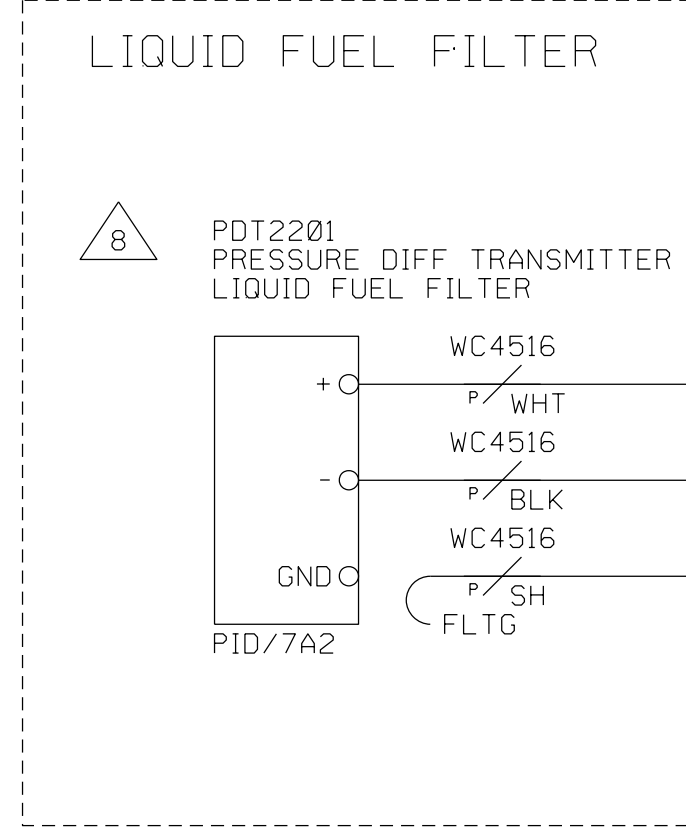 LIQUID FUEL FILTER
8
PDT22Ø1
PRESSURE DIFF TRANSMITTER
LIQUID FUEL FILTER
WC4516
+
P WHT
WC4516
-
P BLK
WC4516
GND
P SH
FLTG
PID/7A2